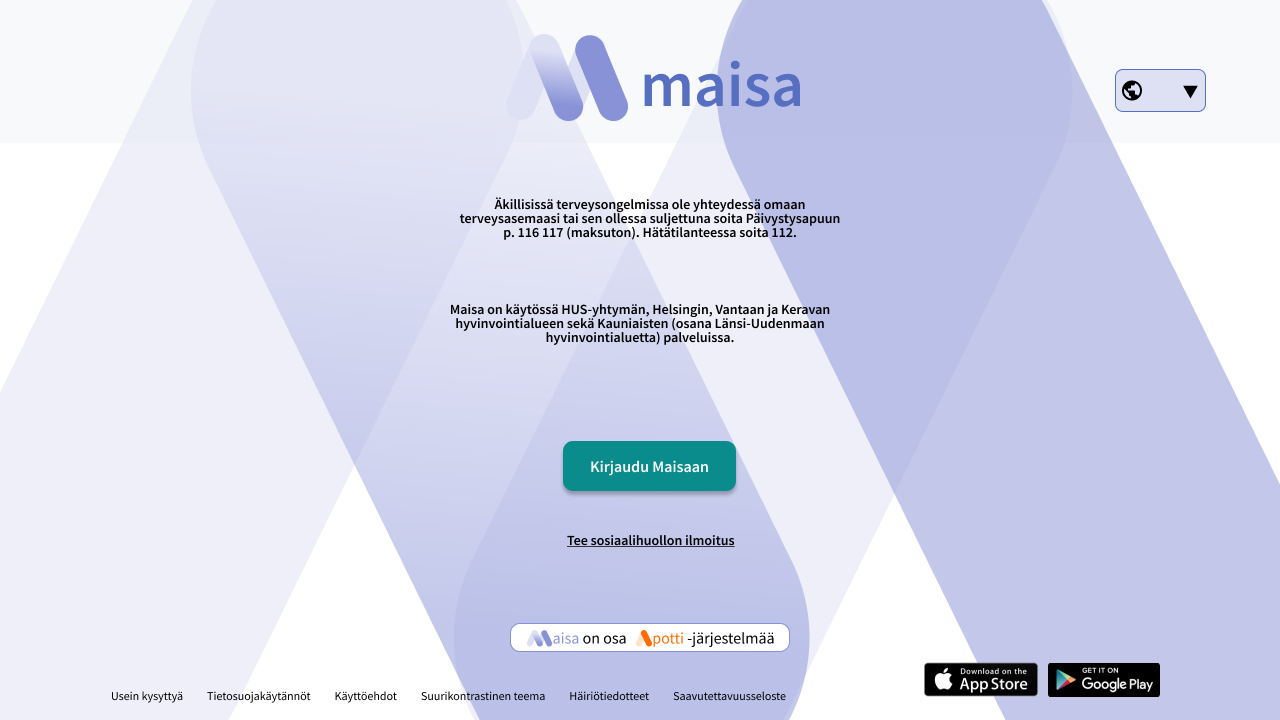 maisa
Äkillisissä terveysongelmissa ole yhteydessä omaan
terveysasemaasi tai sen ollessa suljettuna soita Päivystysapuun
p. 116 117 (maksuton). Hätätilanteessa soita 112.
Maisa on käytössä HUS-yhtymän, Helsingin, Vantaan ja Keravan
hyvinvointialueen sekä Kauniaisten (osana Länsi-Uudenmaan
hyvinvointialuetta) palveluissa.
Kirjaudu Maisaan
Tee sosiaalihuollon ilmoitus
Maisa on osa Apotti -järjestelmää
Download on the
App Store
GET IT ON
Google Play
Usein kysyttyä Tietosuojakäytännöt Käyttöehdot Suurikontrastinen teema Häiriötiedotteet Saavutettavuusseloste